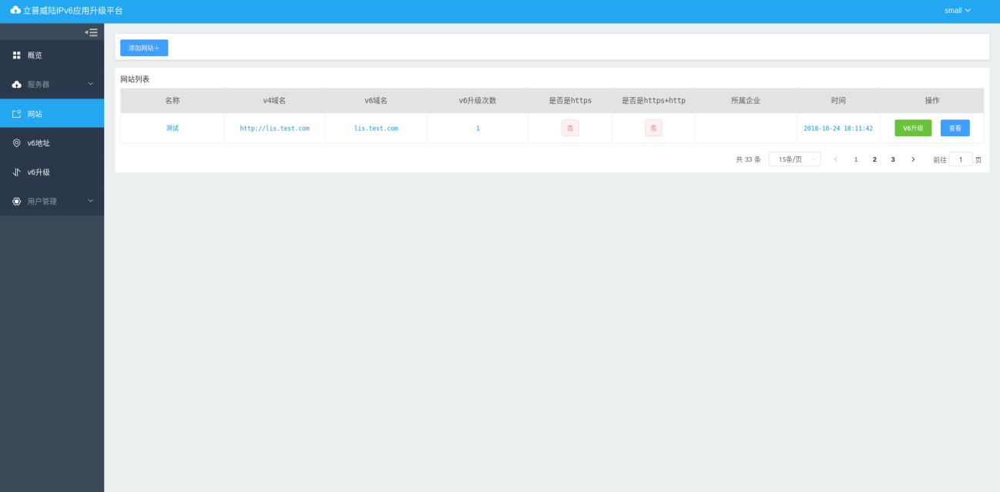 立普威陆IPv6应用升级平台
small
概览
服务器
网站
v6地址
v6升级
用户管理
添加网站+
网站列表
名称 v4域名 v6域名 v6升级次数 是否是https 是否是https+http 所属企业 时间 操作
测试 http://lis.test.com lis.test.com 1 否 否 2018-10-24 18:11:42 V6升级 查看
共 33 条 15条/页 1 2 3 前往 1 页